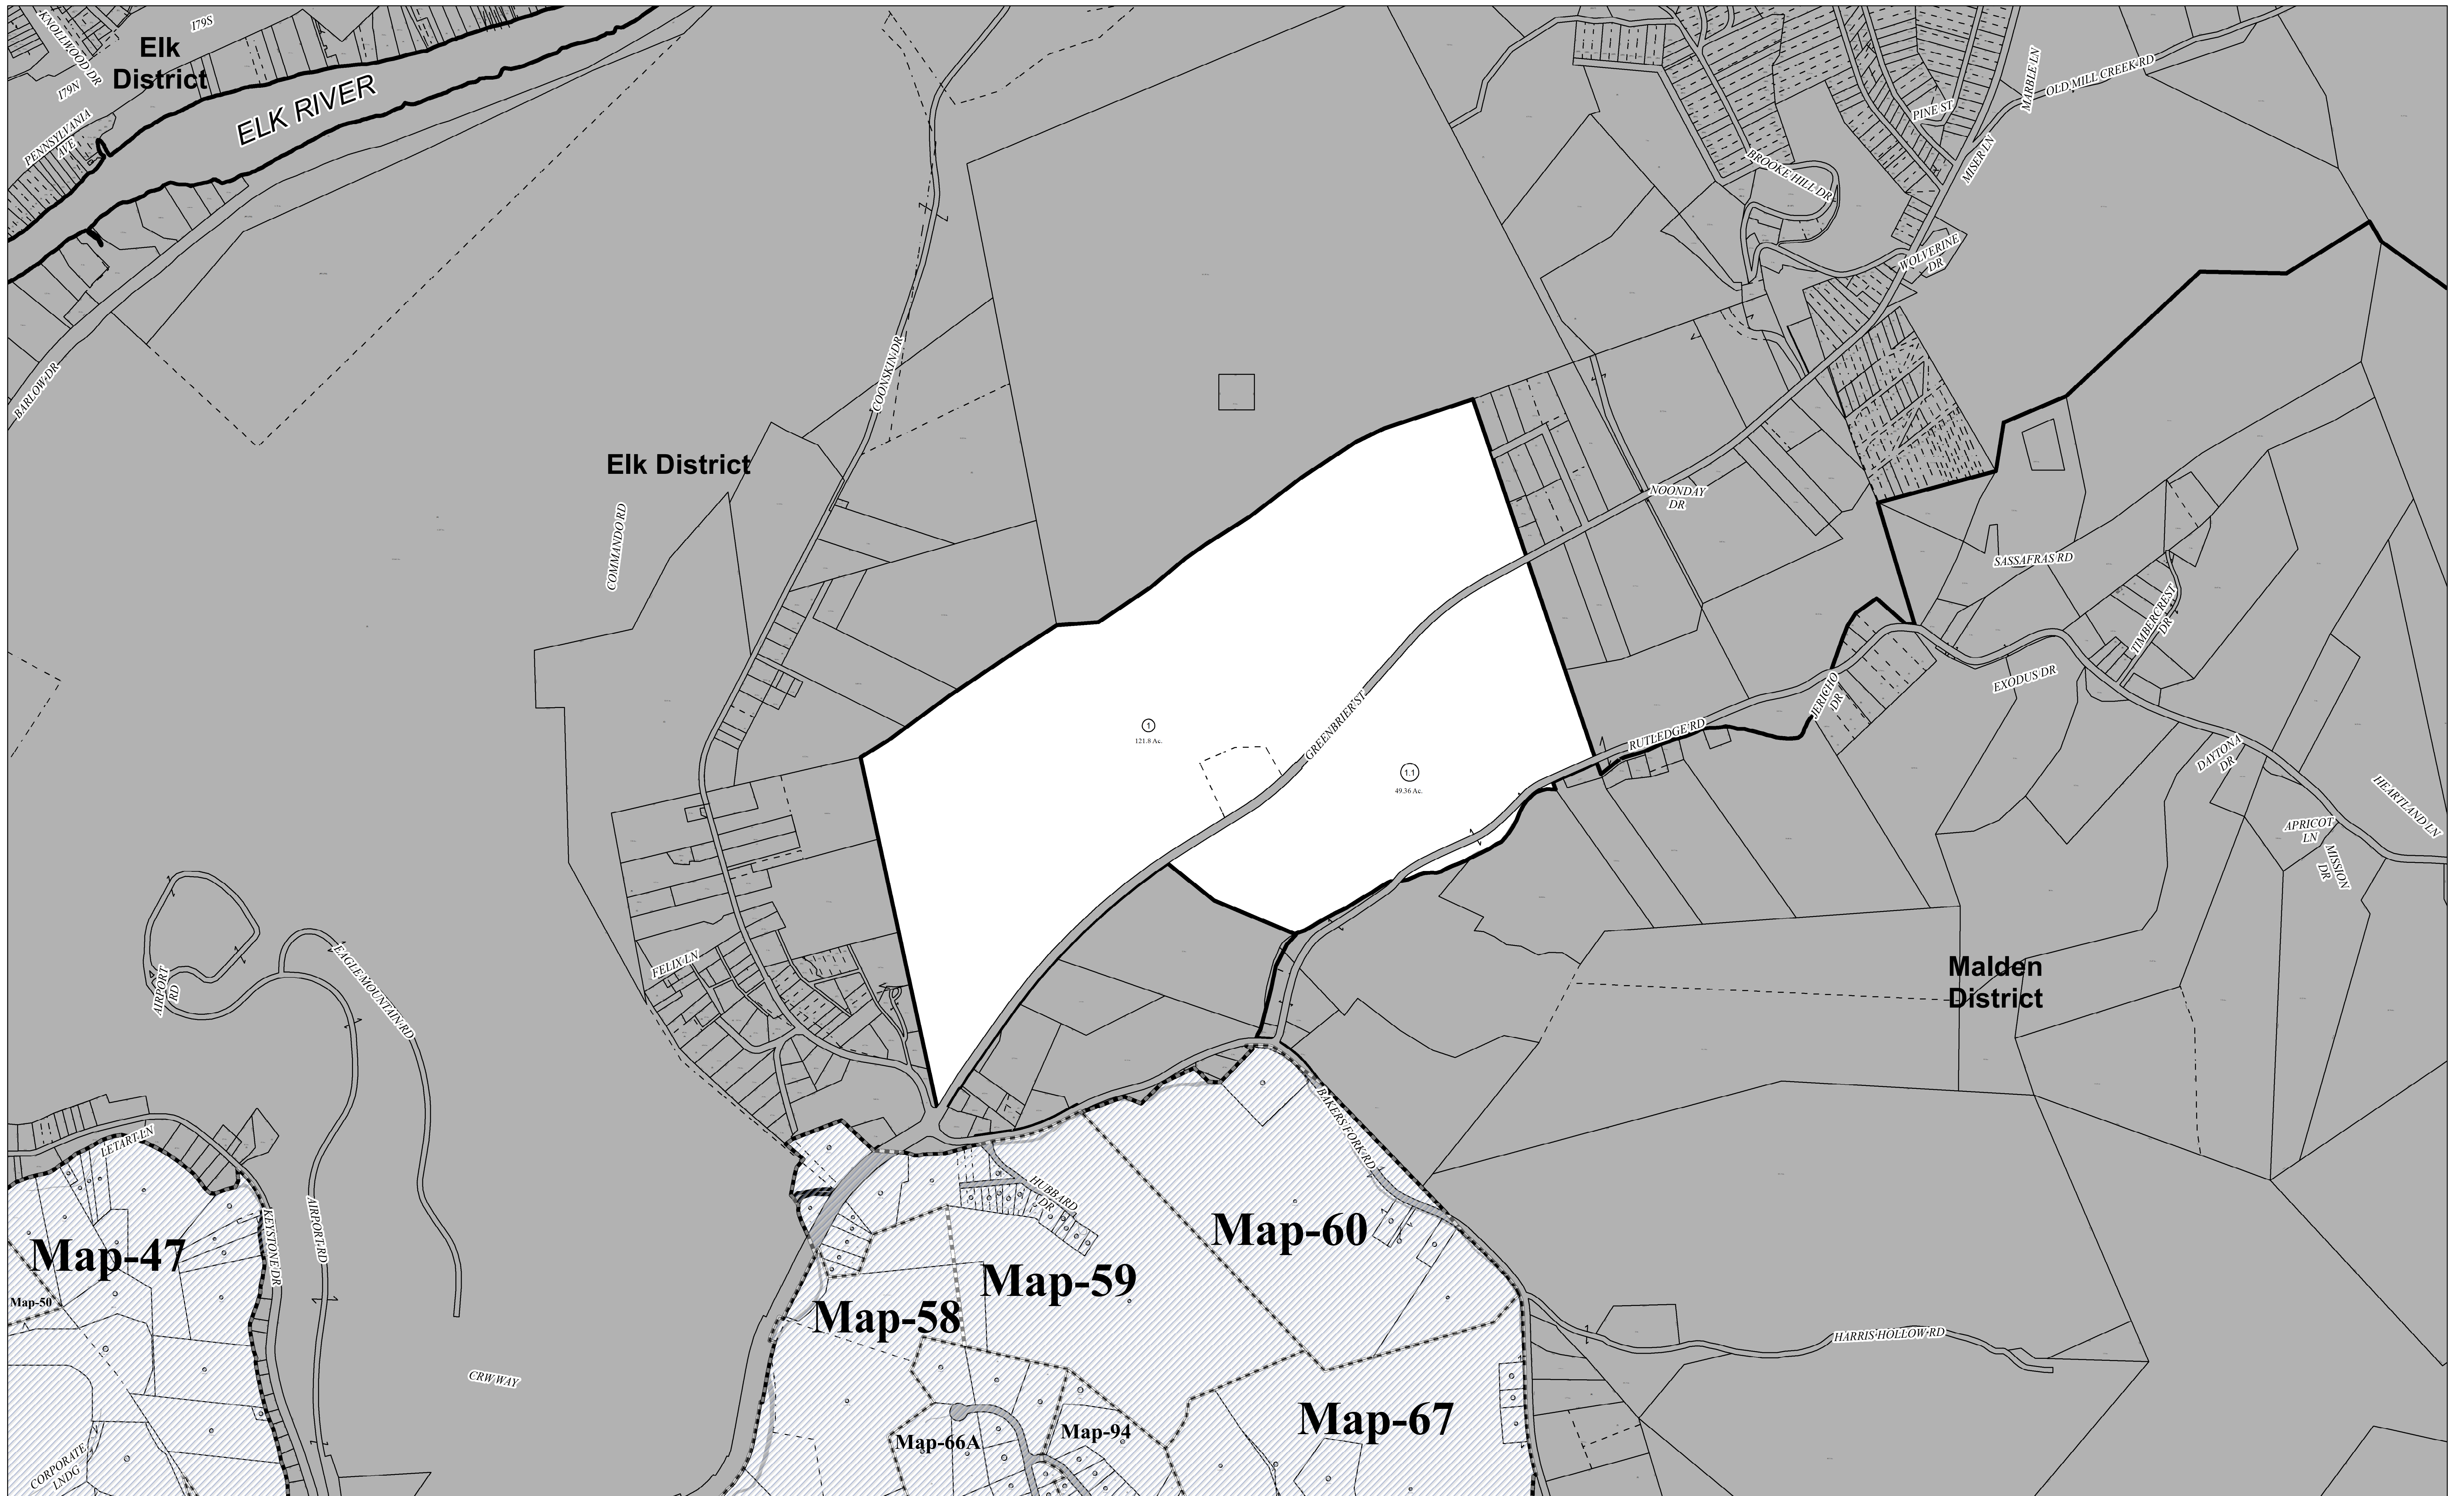 KNOLLWOOD DR
I79S
Elk
District
I79N
PENNSYLVANIA
AVE
ELK RIVER
MARBLE LN
OLD MILL CREEK RD
PINE ST
MISER LN
BROOKE HILL DR
WOLVERINE
DR
BARLOW DR
COONSKIN DR
Elk District
COMMANDO RD
NOONDAY
DR
SASSAFRAS RD
TIMBERCREST
DR
EXODUS DR
JERICHO
DR
RUTLEDGE RD
GREENBRIER ST
1
121.8 Ac.
1.1
49.36 Ac.
DAYTONA
DR
HEARTLAND LN
APRICOT
LN
MISSION
DR
FELIX LN
EAGLE MOUNTAIN RD
AIRPORT
RD
Malden
District
BAKERS FORK RD
LETART LN
HUBBARD
DR
KEYSTONE DR
AIRPORT RD
Map-47
Map-50
Map-60
Map-59
Map-58
HARRIS HOLLOW RD
CRW WAY
Map-67
Map-94
Map-66A
CORPORATE
LNDG